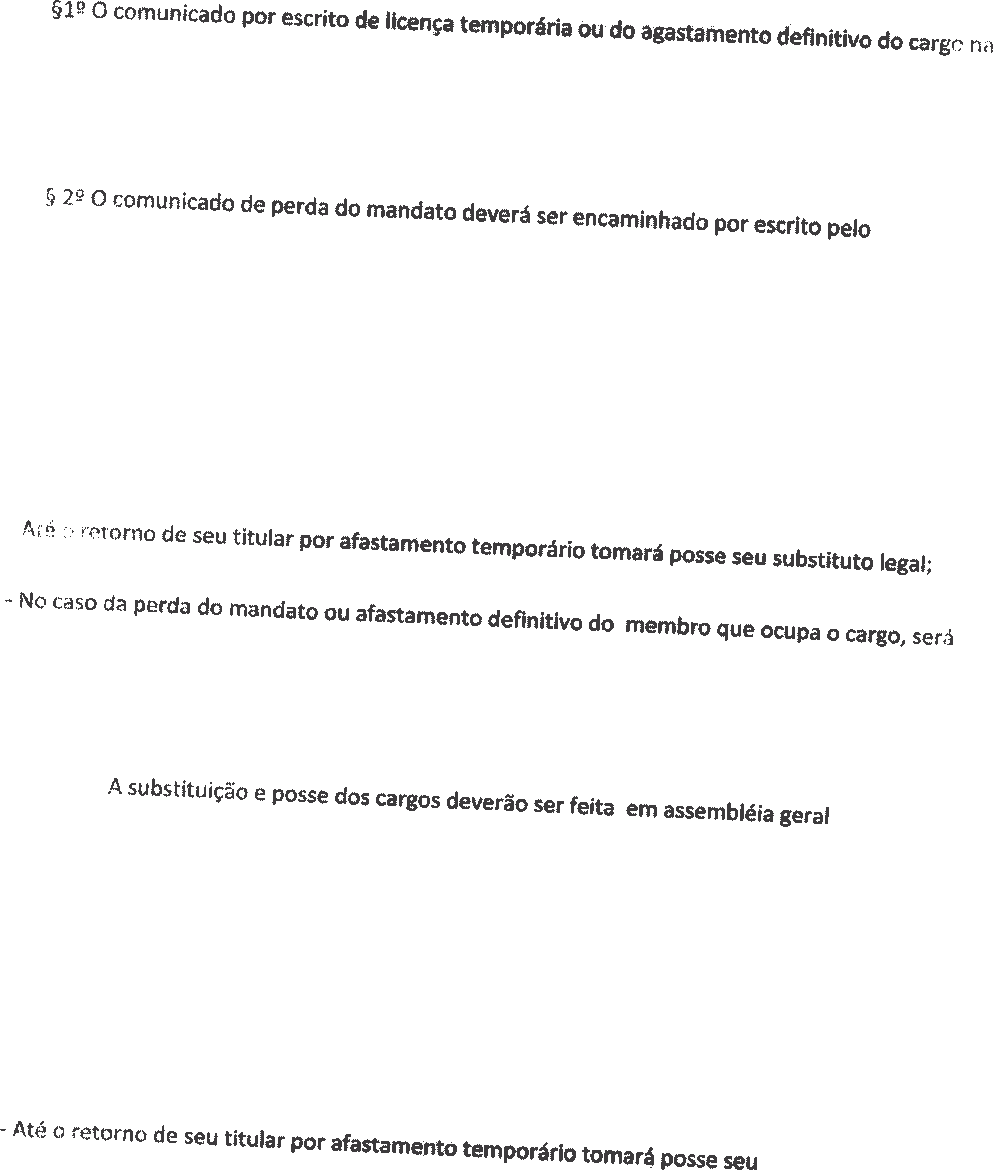 §1º O comunicado por escrito de licença temporária ou do agastamento definitivo do cargo na
§ 2º O comunicado de perda do mandato deverá ser encaminhado por escrito pelo
Até o retorno de seu titular por afastamento temporário tomará posse seu substituto legal;
- No caso da perda do mandato ou afastamento definitivo do membro que ocupa o cargo, será
A substituição e posse dos cargos deverão ser feita em assembléia geral
- Até o retorno de seu titular por afastamento temporário tomará posse seu